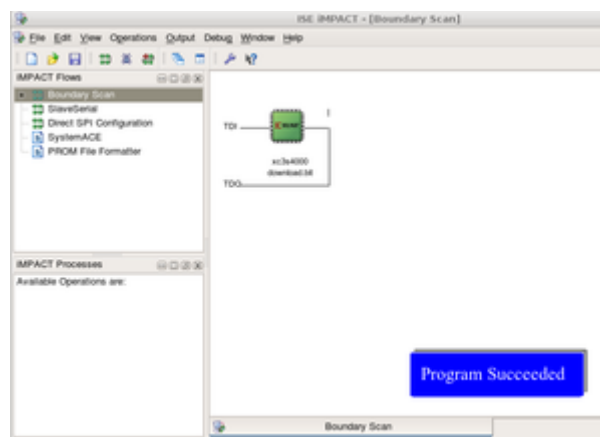 ISE iMPACT - [Boundary Scan]
File Edit View Operations Output Debug Window Help
iMPACT Flows
Boundary Scan
SlaveSerial
Direct SPI Configuration
SystemACE
PROM File Formatter
TDI
xc3s4000
download.bit
TDO
iMPACT Processes
Available Operations are:
Program Succeeded
Boundary Scan